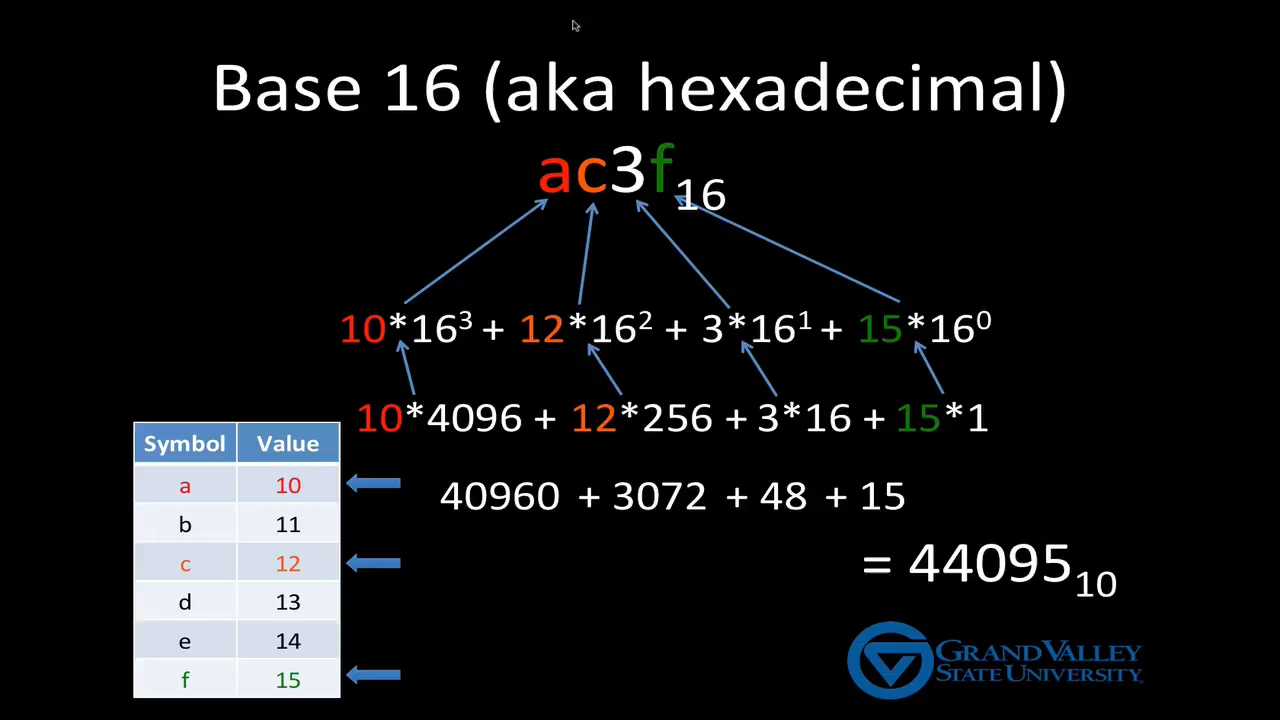 Base 16 (aka hexadecimal)
ac3f₁₆
10*16³ + 12*16² + 3*16¹ + 15*16⁰
10*4096 + 12*256 + 3*16 + 15*1
40960 + 3072 + 48 + 15
= 44095₁₀
Symbol Value
a 10
b 11
c 12
d 13
e 14
f 15
GRAND VALLEY
STATE UNIVERSITY